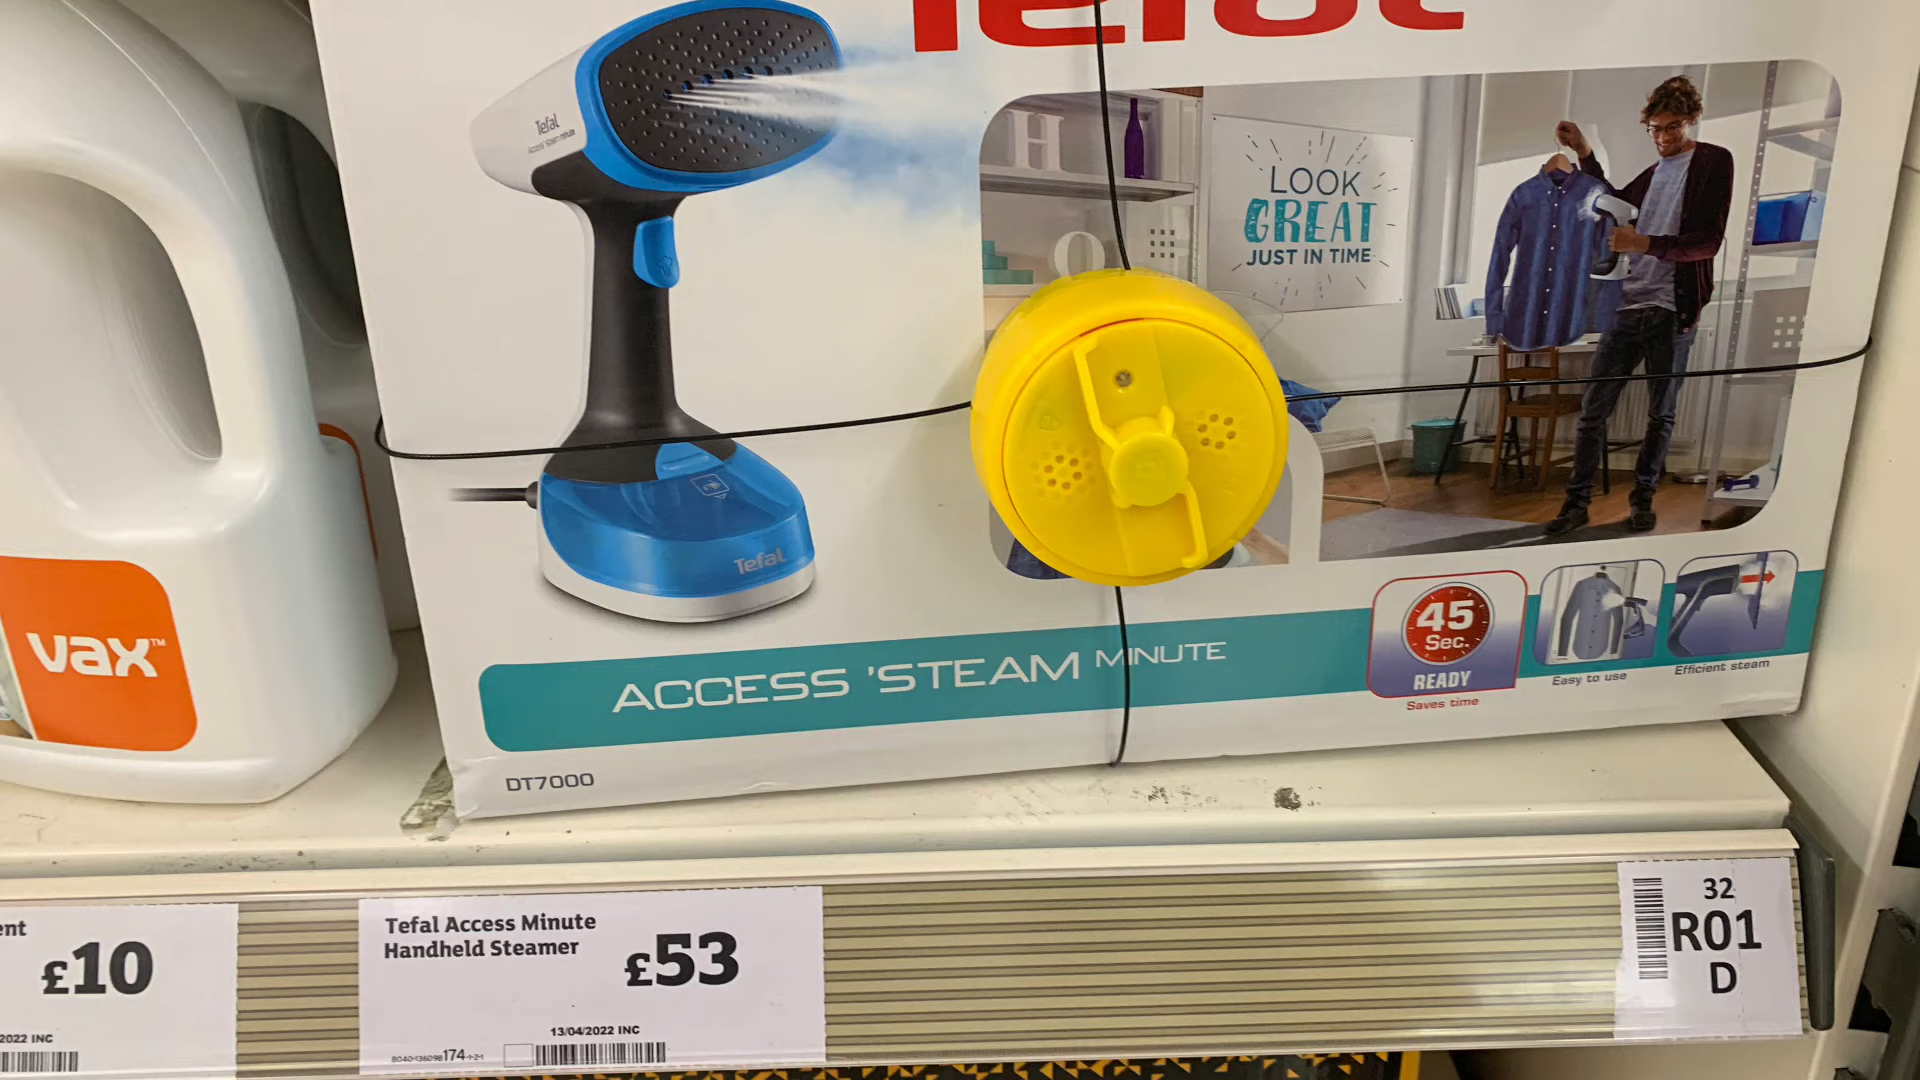 Tefal
Tefal
Access' steam minute
LOOK
GREAT
JUST IN TIME
Tefal
vax™
45
Sec.
READY
Saves time
Easy to use
Efficient steam
ACCESS 'STEAM MINUTE
DT7000
ent
£10
2022 INC
Tefal Access Minute
Handheld Steamer
£53
13/04/2022 INC
174
32
R01
D